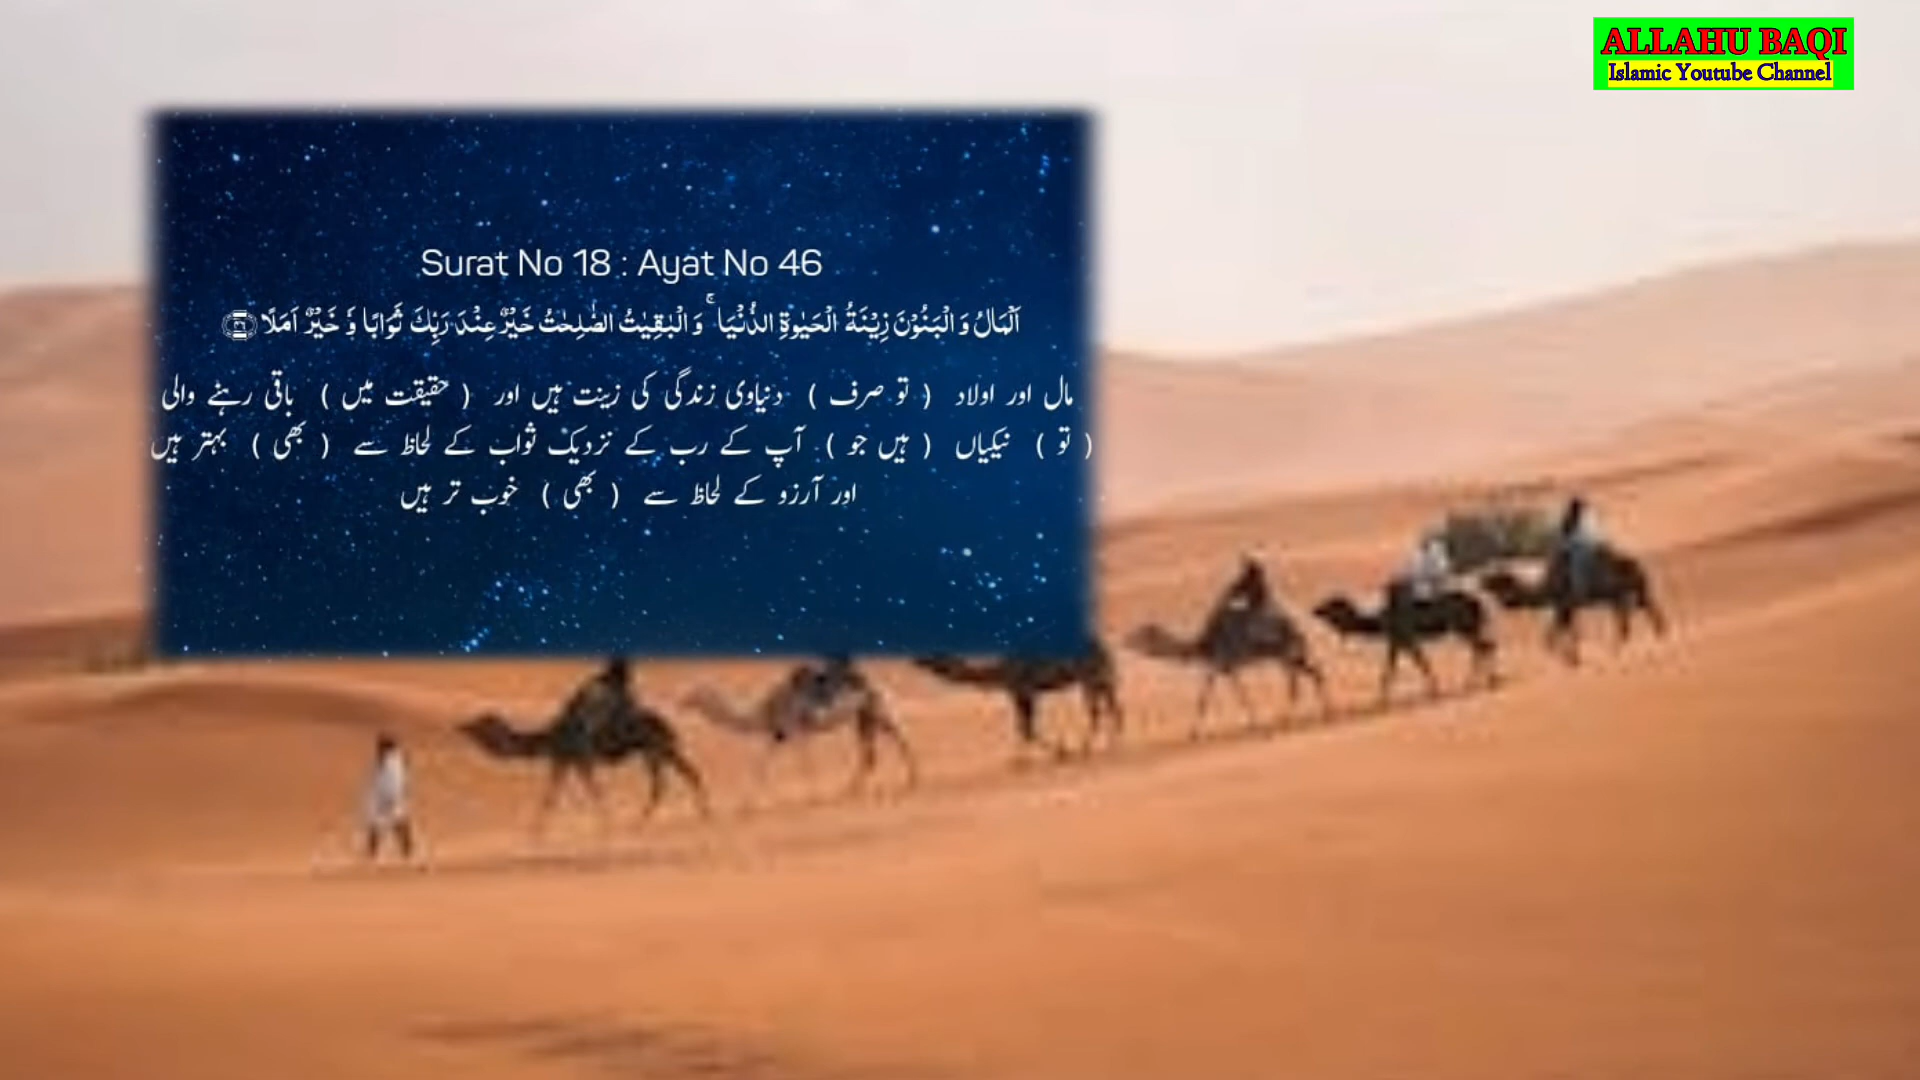 ALLAHU BAQI
Islamic Youtube Channel
Surat No 18 : Ayat No 46
اَلْمَالُ وَ الْبَنُوْنَ زِیْنَةُ الْحَیٰوةِ الدُّنْیَا ۚ وَ الْبٰقِیٰتُ الصّٰلِحٰتُ خَیْرٌ عِنْدَ رَبِّكَ ثَوَابًا وَّ خَیْرٌ اَمَلًا ﴿۴۶﴾
مال اور اولاد ( تو صرف ) دنیاوی زندگی کی زینت ہیں اور ( حقیقت میں ) باقی رہنے والی
( تو ) نیکیاں ( ہیں جو ) آپ کے رب کے نزدیک ثواب کے لحاظ سے ( بھی ) بہتر ہیں
اور آرزو کے لحاظ سے ( بھی ) خوب تر ہیں